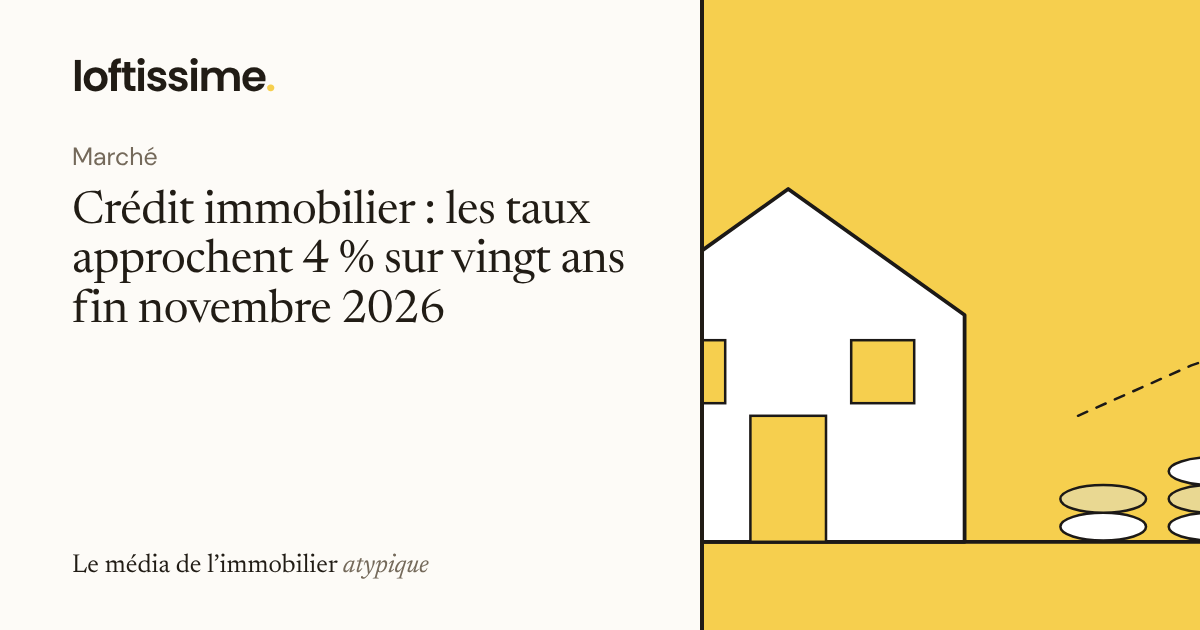 loftissime.
Marché
Crédit immobilier : les taux
approchent 4 % sur vingt ans
fin novembre 2026
Le média de l’immobilier atypique